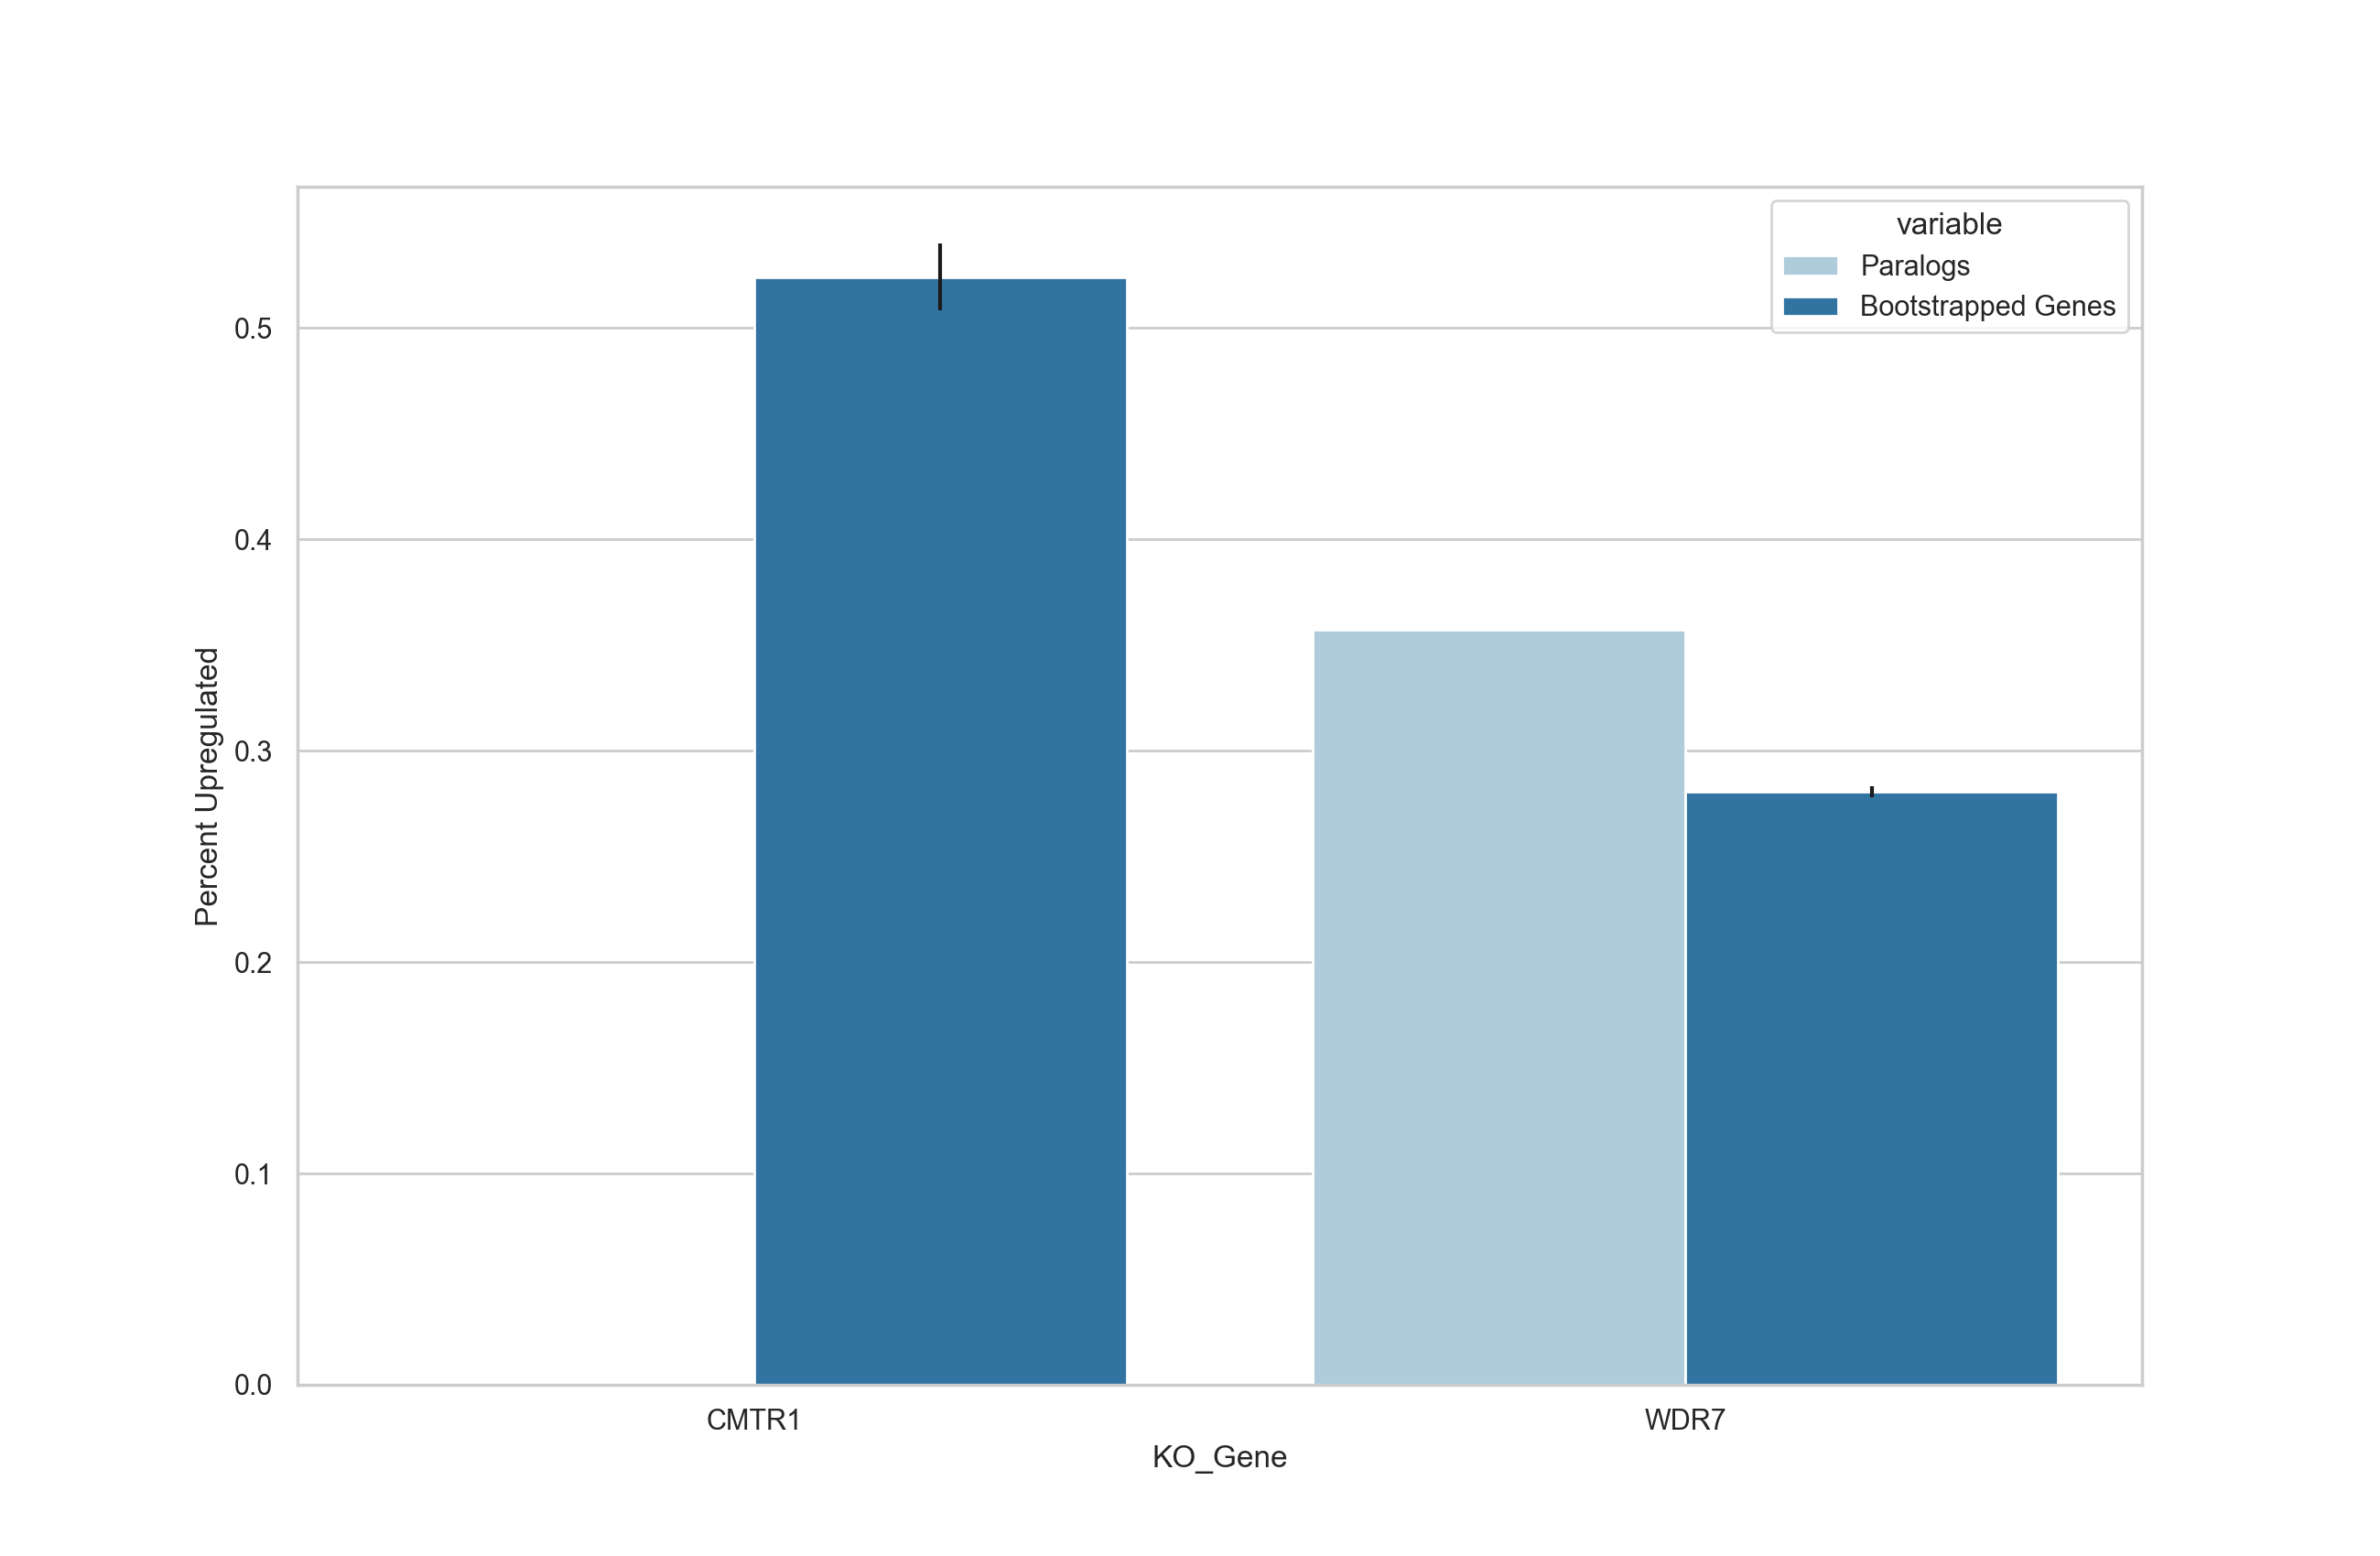 variable
Paralogs
Bootstrapped Genes
Percent Upregulated
0.5
0.4
0.3
0.2
0.1
0.0
CMTR1
WDR7
KO_Gene